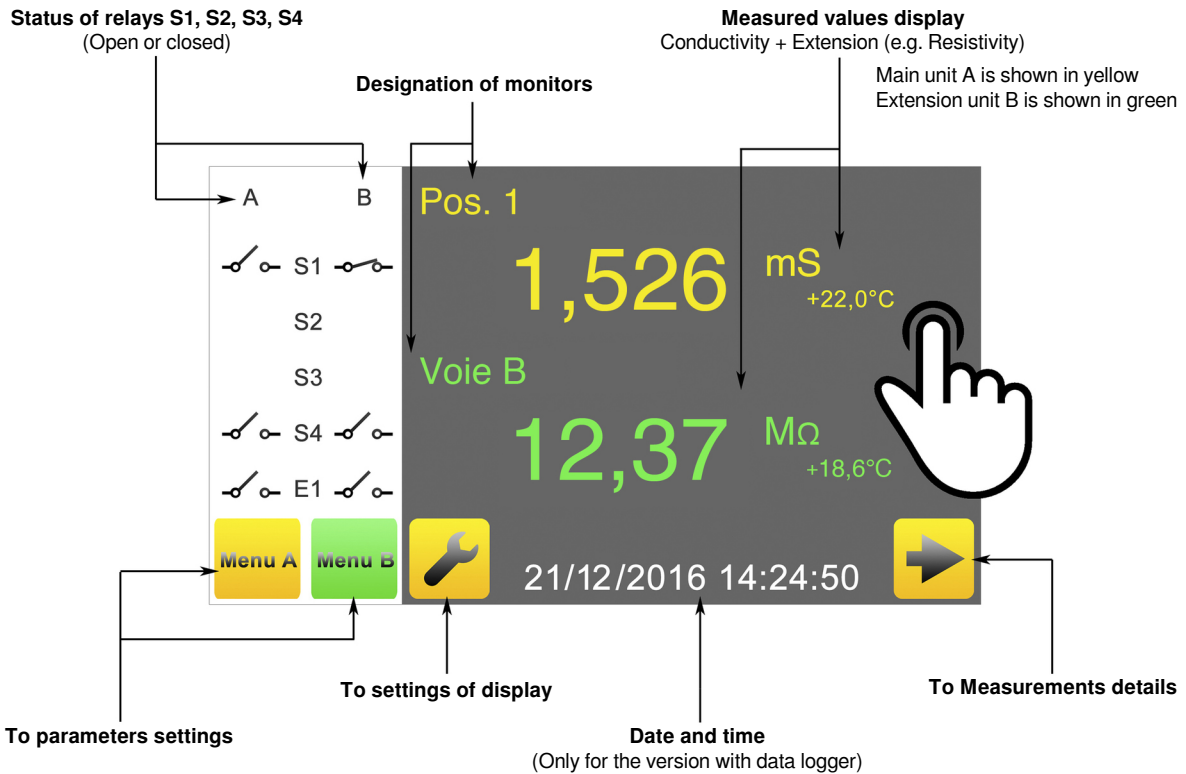 Status of relays S1, S2, S3, S4
(Open or closed)
Measured values display
Conductivity + Extension (e.g. Resistivity)
Main unit A is shown in yellow
Extension unit B is shown in green
Designation of monitors
A B
S1
S2
S3
S4
E1
Menu A Menu B
Pos. 1
1,526 mS
+22,0°C
Voie B
12,37 MΩ
+18,6°C
21/12/2016 14:24:50
To settings of display
To Measurements details
To parameters settings
Date and time
(Only for the version with data logger)